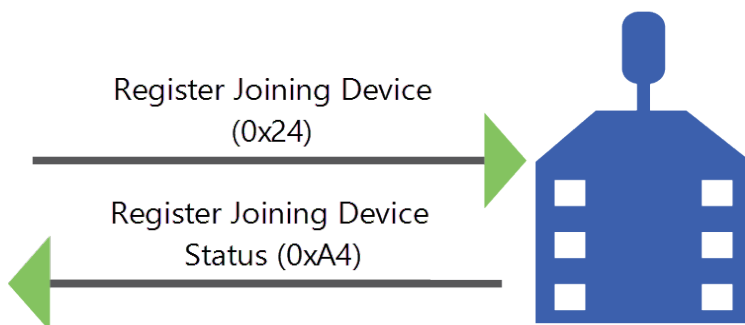 Register Joining Device
(0x24)
Register Joining Device
Status (0xA4)